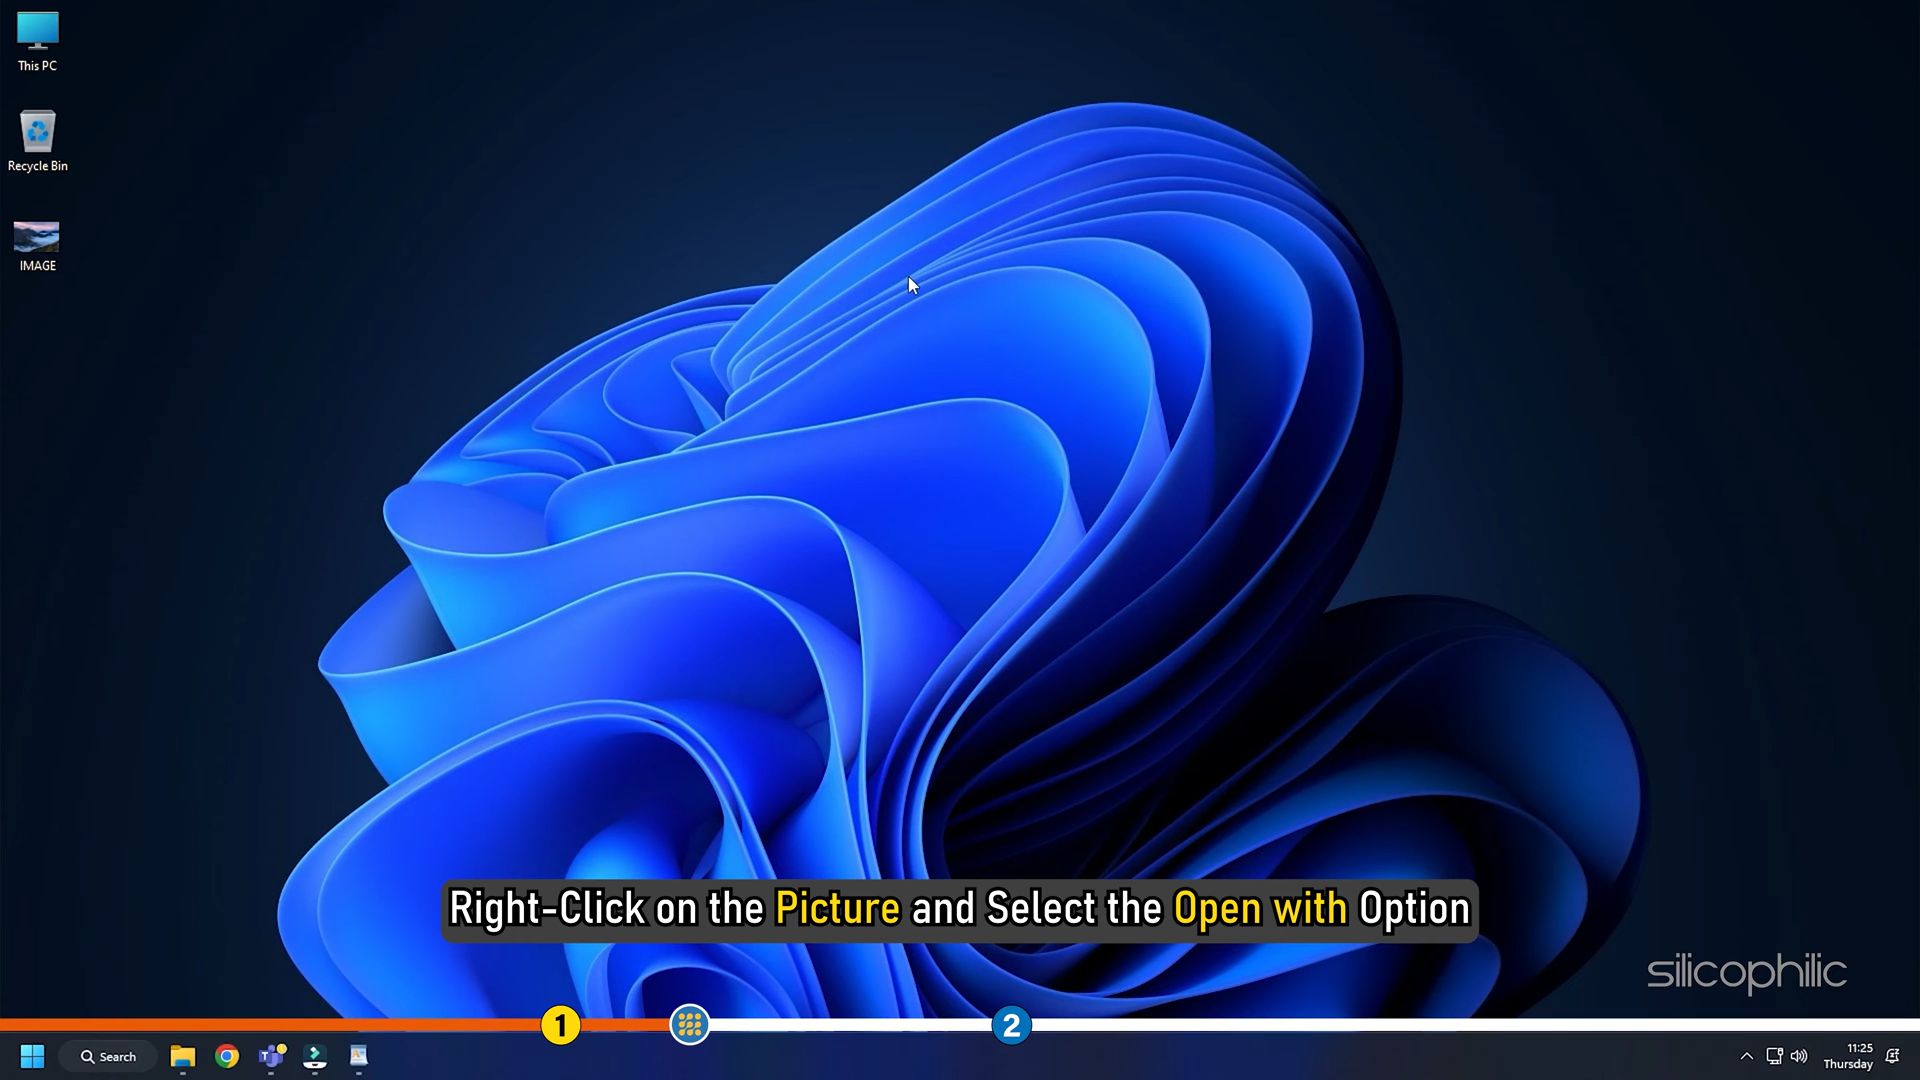 This PC
Recycle Bin
IMAGE
Right-Click on the Picture and Select the Open with Option
silicophilic
1
2
Search
11:25
Thursday